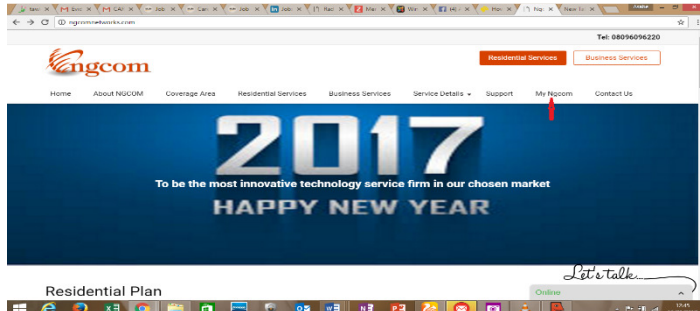 ngcomnetworks.com
Tel: 08096096220
ngcom
Residential Services
Business Services
Home
About NGCOM
Coverage Area
Residential Services
Business Services
Service Details
Support
My Ngcom
Contact Us
2017
To be the most innovative technology service firm in our chosen market
HAPPY NEW YEAR
Let's talk
Residential Plan
Online